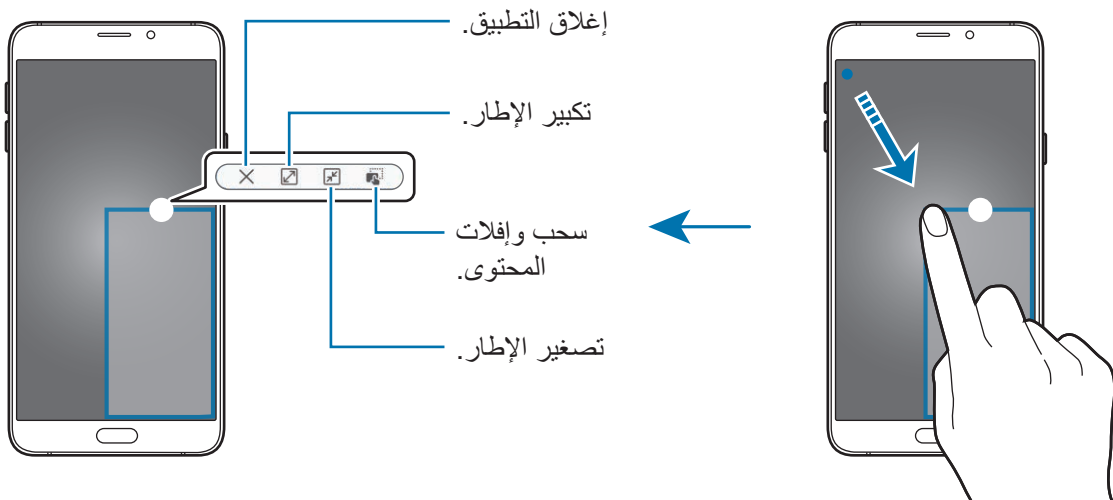 إغلاق التطبيق.
تكبير الإطار.
سحب وإفلات
المحتوى.
تصغير الإطار.